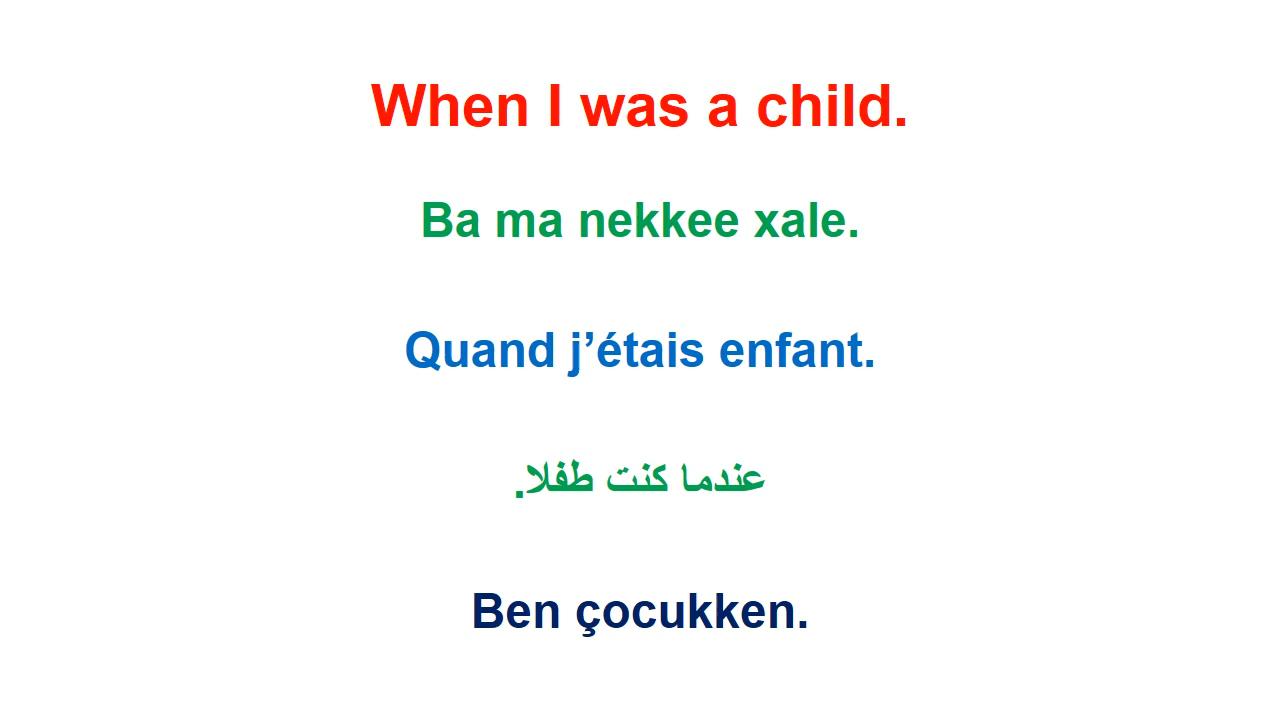 When I was a child.
Ba ma nekkee xale.
Quand j’étais enfant.
عندما كنت طفلا.
Ben çocukken.